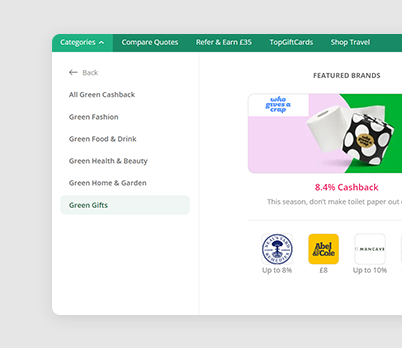 Categories
Compare Quotes
Refer & Earn £35
TopGiftCards
Shop Travel
Back
All Green Cashback
Green Fashion
Green Food & Drink
Green Health & Beauty
Green Home & Garden
Green Gifts
FEATURED BRANDS
who
gives a
crap
8.4% Cashback
This season, don't make toilet paper out
Abel
&Cole
MANCAVE
Up to 8%
£8
Up to 10%